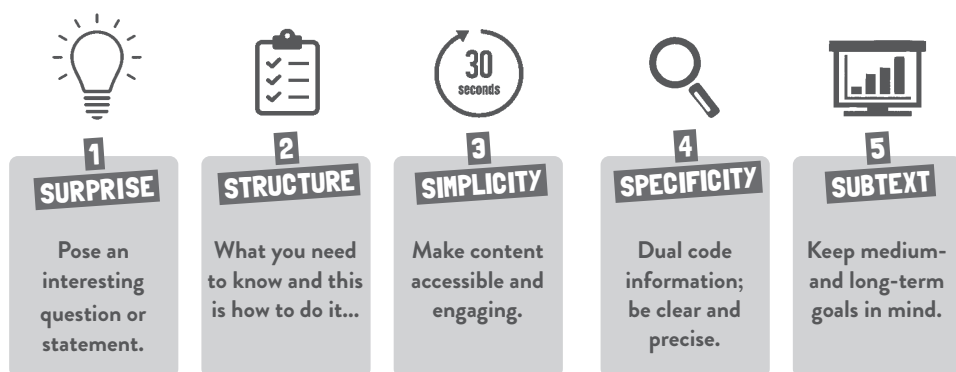 30
seconds
1
SURPRISE
Pose an
interesting
question or
statement.
2
STRUCTURE
What you need
to know and this
is how to do it...
3
SIMPLICITY
Make content
accessible and
engaging.
4
SPECIFICITY
Dual code
information;
be clear and
precise.
5
SUBTEXT
Keep medium-
and long-term
goals in mind.